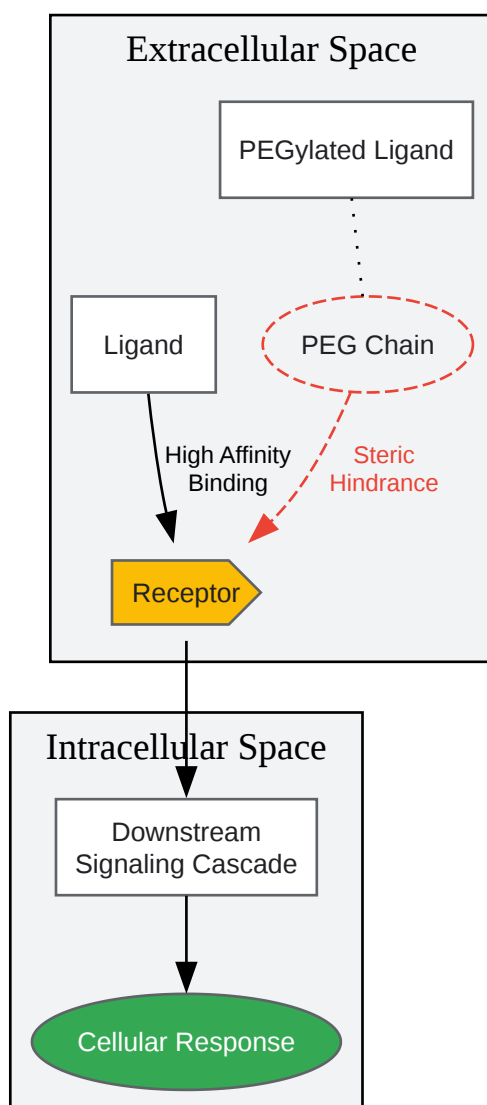 Extracellular Space
PEGylated Ligand
Ligand
PEG Chain
High Affinity
Binding
Steric
Hindrance
Receptor
Intracellular Space
Downstream
Signaling Cascade
Cellular Response